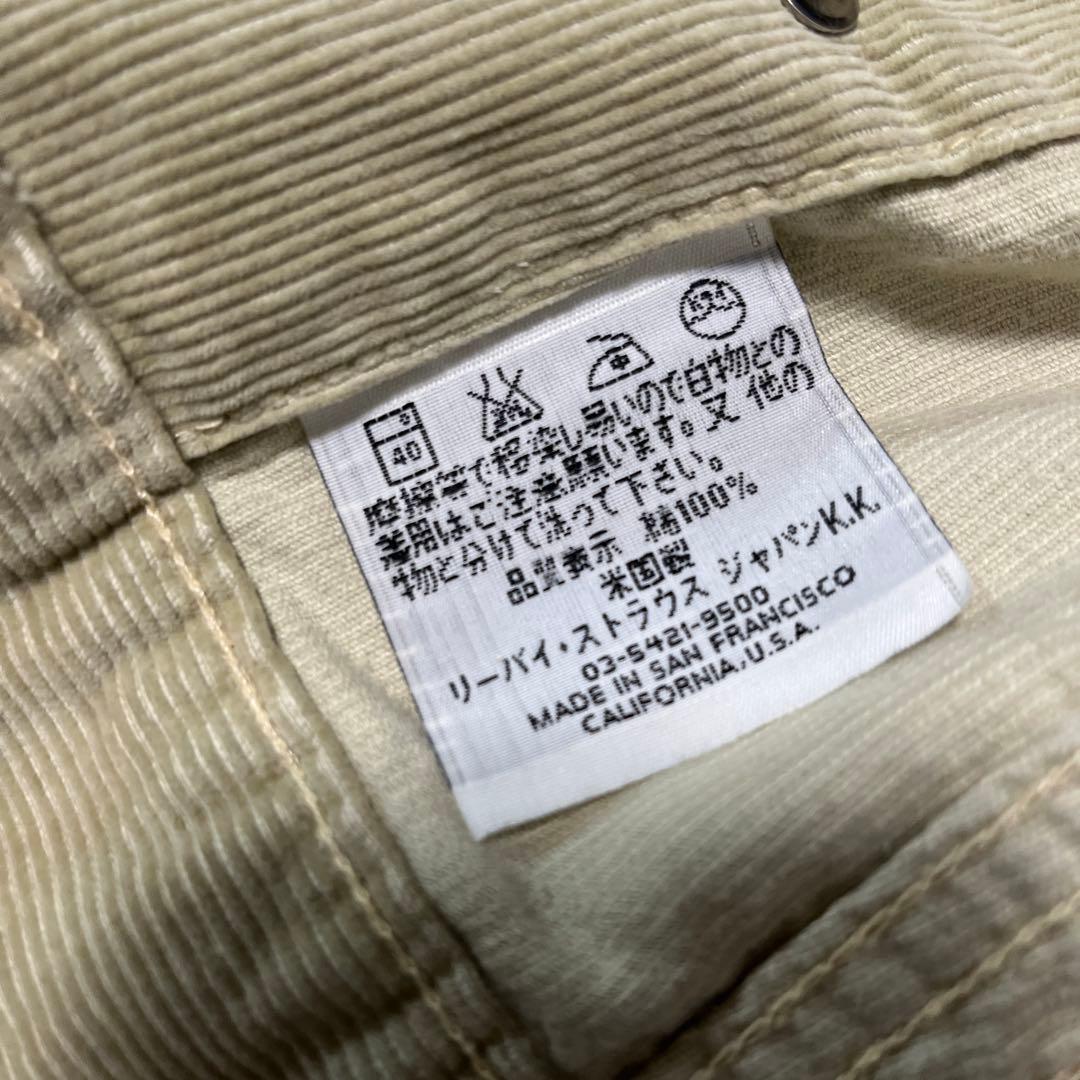 40
摩擦等で移染し易いので白物との
着用はご注意願います。又 他の
物と分けて洗って下さい。
品質表示 綿100%
米国製
リーバイ・ストラウス ジャパンK.K.
03-5421-9500
MADE IN SAN FRANCISCO
CALIFORNIA,U.S.A.